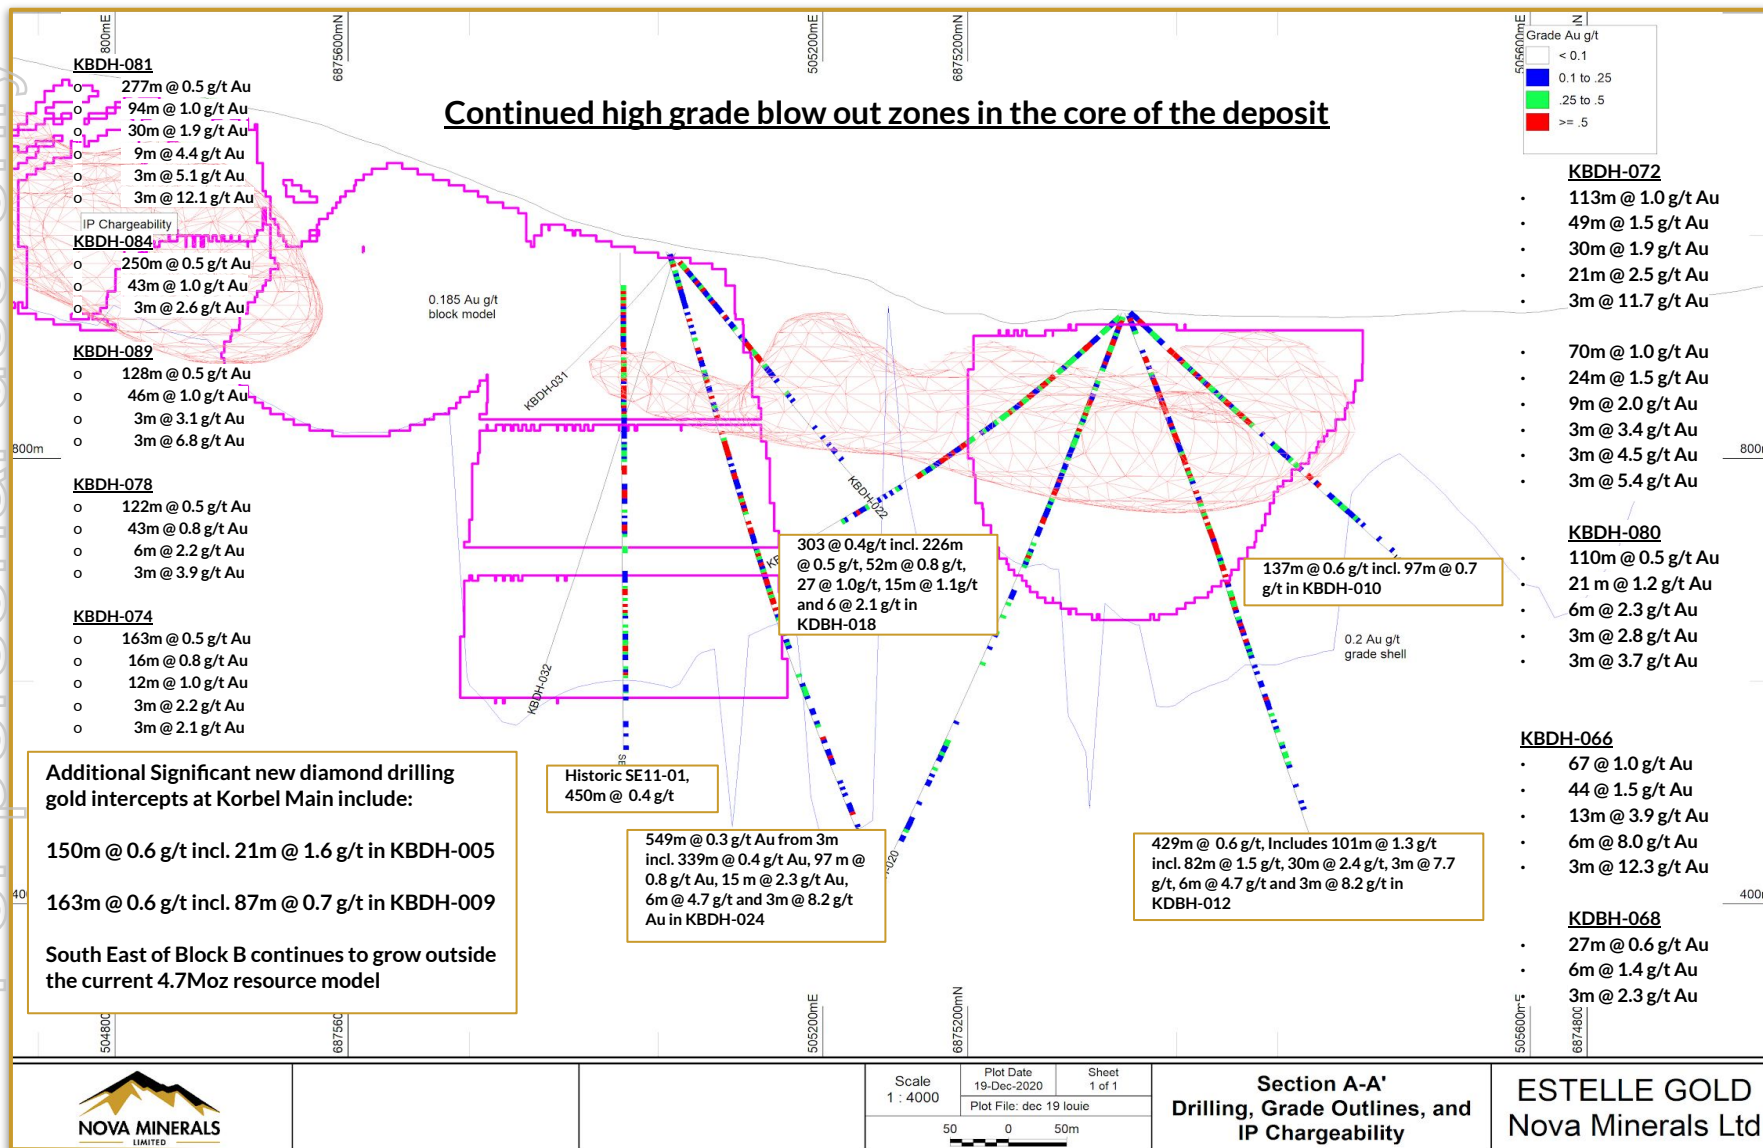 Continued high grade blow out zones in the core of the deposit
800mE
6875600mN
505200mE
6875200mN
505600mE
Grade Au g/t
< 0.1
0.1 to .25
.25 to .5
>= .5
KBDH-081
o 277m @ 0.5 g/t Au
o 94m @ 1.0 g/t Au
o 30m @ 1.9 g/t Au
o 9m @ 4.4 g/t Au
o 3m @ 5.1 g/t Au
o 3m @ 12.1 g/t Au
IP Chargeability
KBDH-084
o 250m @ 0.5 g/t Au
o 43m @ 1.0 g/t Au
o 3m @ 2.6 g/t Au
KBDH-089
o 128m @ 0.5 g/t Au
o 46m @ 1.0 g/t Au
o 3m @ 3.1 g/t Au
o 3m @ 6.8 g/t Au
800m
KBDH-078
o 122m @ 0.5 g/t Au
o 43m @ 0.8 g/t Au
o 6m @ 2.2 g/t Au
o 3m @ 3.9 g/t Au
KBDH-074
o 163m @ 0.5 g/t Au
o 16m @ 0.8 g/t Au
o 12m @ 1.0 g/t Au
o 3m @ 2.2 g/t Au
o 3m @ 2.1 g/t Au
0.185 Au g/t
block model
KBDH-031
KBDH-032
KBDH-022
303 @ 0.4g/t incl. 226m
@ 0.5 g/t, 52m @ 0.8 g/t,
27 @ 1.0g/t, 15m @ 1.1g/t
and 6 @ 2.1 g/t in
KDBH-018
137m @ 0.6 g/t incl. 97m @ 0.7
g/t in KBDH-010
0.2 Au g/t
grade shell
Historic SE11-01,
450m @ 0.4 g/t
549m @ 0.3 g/t Au from 3m
incl. 339m @ 0.4 g/t Au, 97 m @
0.8 g/t Au, 15 m @ 2.3 g/t Au,
6m @ 4.7 g/t and 3m @ 8.2 g/t
Au in KBDH-024
429m @ 0.6 g/t, Includes 101m @ 1.3 g/t
incl. 82m @ 1.5 g/t, 30m @ 2.4 g/t, 3m @ 7.7
g/t, 6m @ 4.7 g/t and 3m @ 8.2 g/t in
KDBH-012
KBDH-072
• 113m @ 1.0 g/t Au
• 49m @ 1.5 g/t Au
• 30m @ 1.9 g/t Au
• 21m @ 2.5 g/t Au
• 3m @ 11.7 g/t Au
• 70m @ 1.0 g/t Au
• 24m @ 1.5 g/t Au
• 9m @ 2.0 g/t Au
• 3m @ 3.4 g/t Au
• 3m @ 4.5 g/t Au
• 3m @ 5.4 g/t Au
KBDH-080
• 110m @ 0.5 g/t Au
• 21 m @ 1.2 g/t Au
• 6m @ 2.3 g/t Au
• 3m @ 2.8 g/t Au
• 3m @ 3.7 g/t Au
KBDH-066
• 67 @ 1.0 g/t Au
• 44 @ 1.5 g/t Au
• 13m @ 3.9 g/t Au
• 6m @ 8.0 g/t Au
• 3m @ 12.3 g/t Au
KDBH-068
• 27m @ 0.6 g/t Au
• 6m @ 1.4 g/t Au
• 3m @ 2.3 g/t Au
Additional Significant new diamond drilling
gold intercepts at Korbel Main include:
150m @ 0.6 g/t incl. 21m @ 1.6 g/t in KBDH-005
163m @ 0.6 g/t incl. 87m @ 0.7 g/t in KBDH-009
South East of Block B continues to grow outside
the current 4.7Moz resource model
504800
687560
505200mE
6875200mN
505600m
6874800
NOVA MINERALS
LIMITED
Scale
1 : 4000
Plot Date
19-Dec-2020
Sheet
1 of 1
Plot File: dec 19 louie
50 0 50m
Section A-A'
Drilling, Grade Outlines, and
IP Chargeability
ESTELLE GOLD
Nova Minerals Ltd